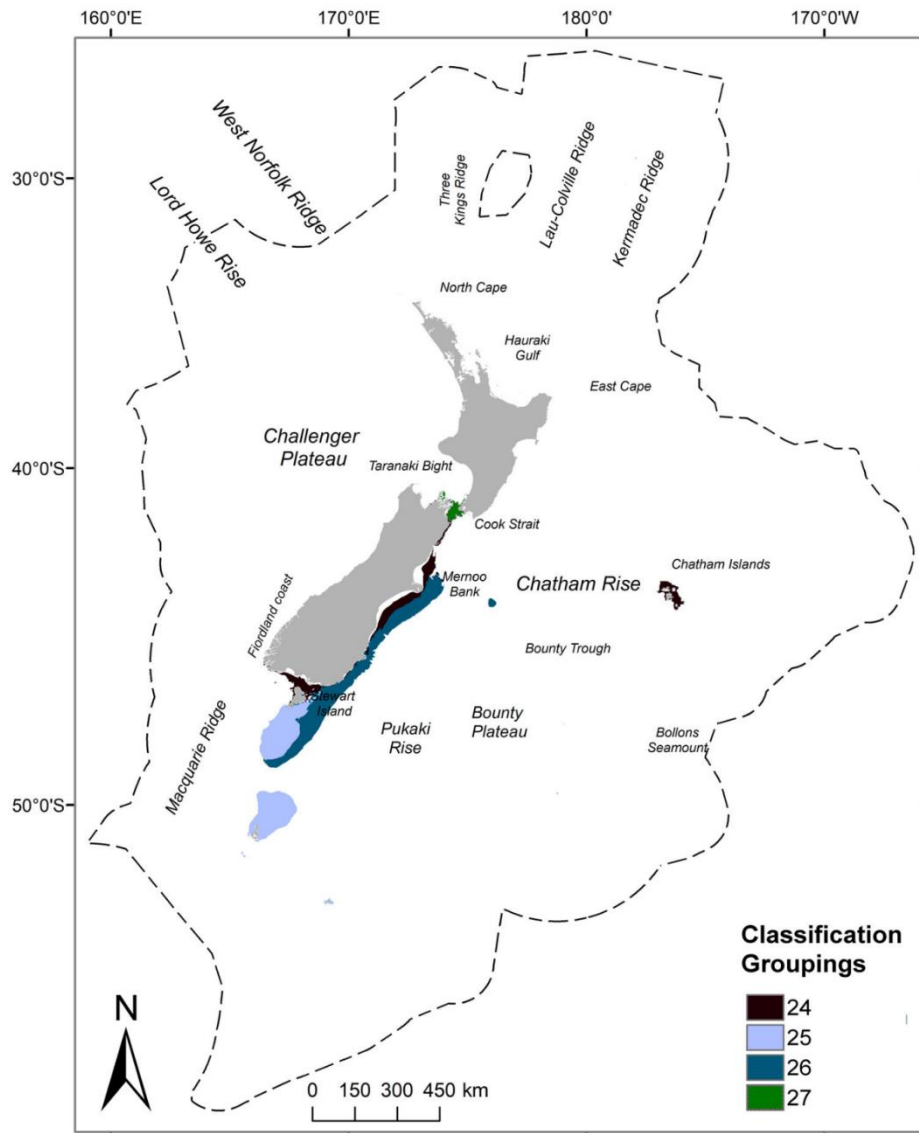 160°0'E
170°0'E
180°0'
170°0'W
30°0'S
40°0'S
50°0'S
West Norfolk Ridge
Lord Howe Rise
Three
Kings Ridge
Lau-Colville Ridge
Kermadec Ridge
North Cape
Hauraki
Gulf
East Cape
Challenger
Plateau
Taranaki Bight
Cook Strait
Mernoo
Bank
Chatham Rise
Chatham Islands
Fiordland coast
Bounty Trough
Stewart
Island
Pukaki
Rise
Bounty
Plateau
Bollons
Seamount
Macquarie Ridge
Classification
Groupings
24
25
26
27
N
0 150 300 450 km